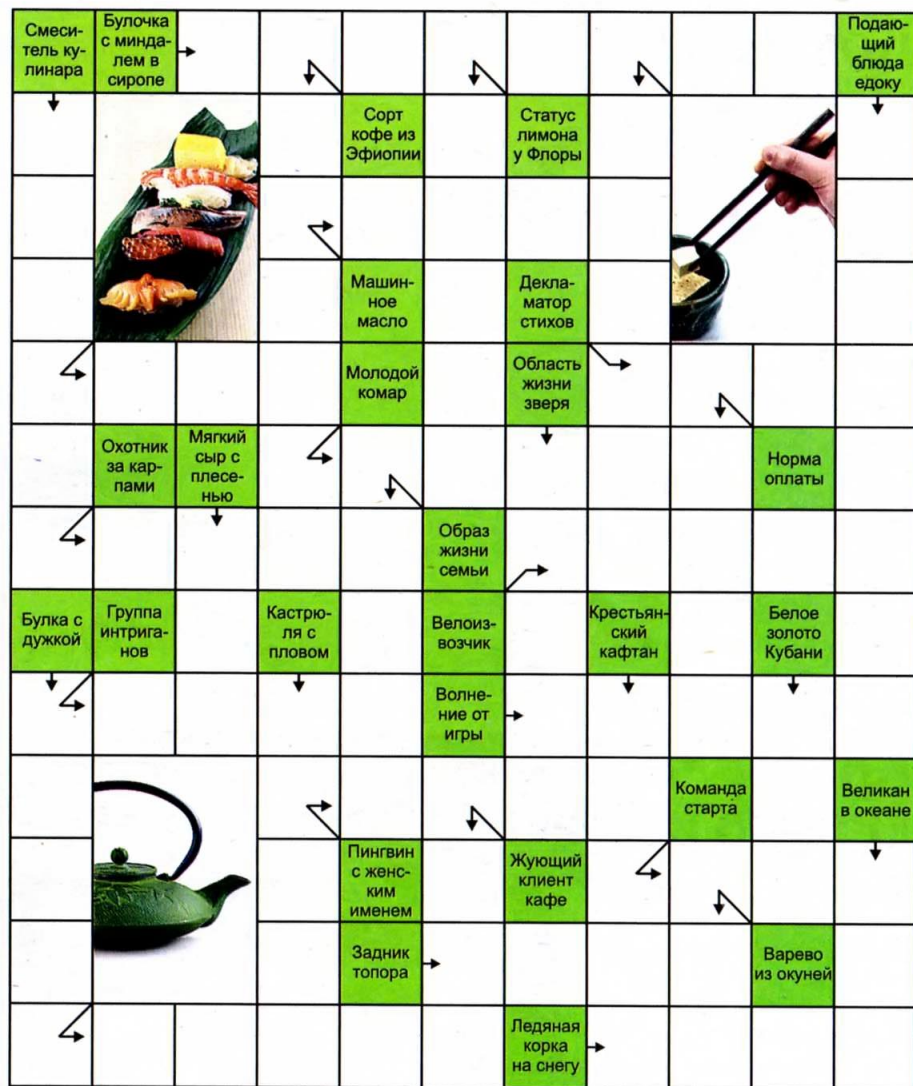 Смеси-
тель ку-
линара
Булочка
с минда-
лем в
сиропе
Подаю-
щий
блюда
едоку
Сорт
кофе из
Эфиопии
Статус
лимона
у Флоры
Машин-
ное
масло
Декла-
матор
стихов
Молодой
комар
Область
жизни
зверя
Охотник
за кар-
пами
Мягкий
сыр с
плесе-
нью
Норма
оплаты
Образ
жизни
семьи
Булка с
дужкой
Группа
интрига-
нов
Кастрю-
ля с
пловом
Велоиз-
возчик
Крестьян-
ский
кафтан
Белое
золото
Кубани
Волне-
ние от
игры
Команда
старта
Великан
в океане
Пингвин
с женс-
ким
именем
Жующий
клиент
кафе
Задник
топора
Варево
из окуней
Ледяная
корка
на снегу